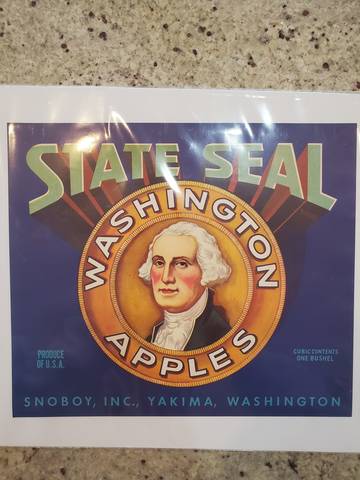 STATE SEAL
WASHINGTON
APPLES
PRODUCE
OF U.S.A.
CUBIC CONTENTS
ONE BUSHEL
SNOBOY, INC., YAKIMA, WASHINGTON